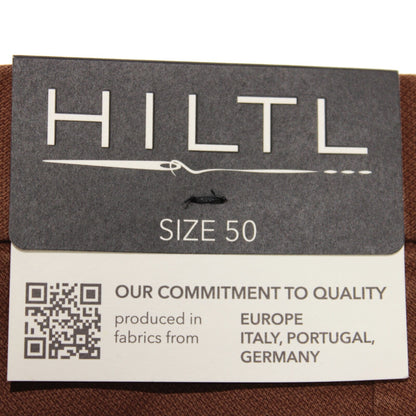 HILTL
SIZE 50
OUR COMMITMENT TO QUALITY
produced in EUROPE
fabrics from ITALY, PORTUGAL,
GERMANY